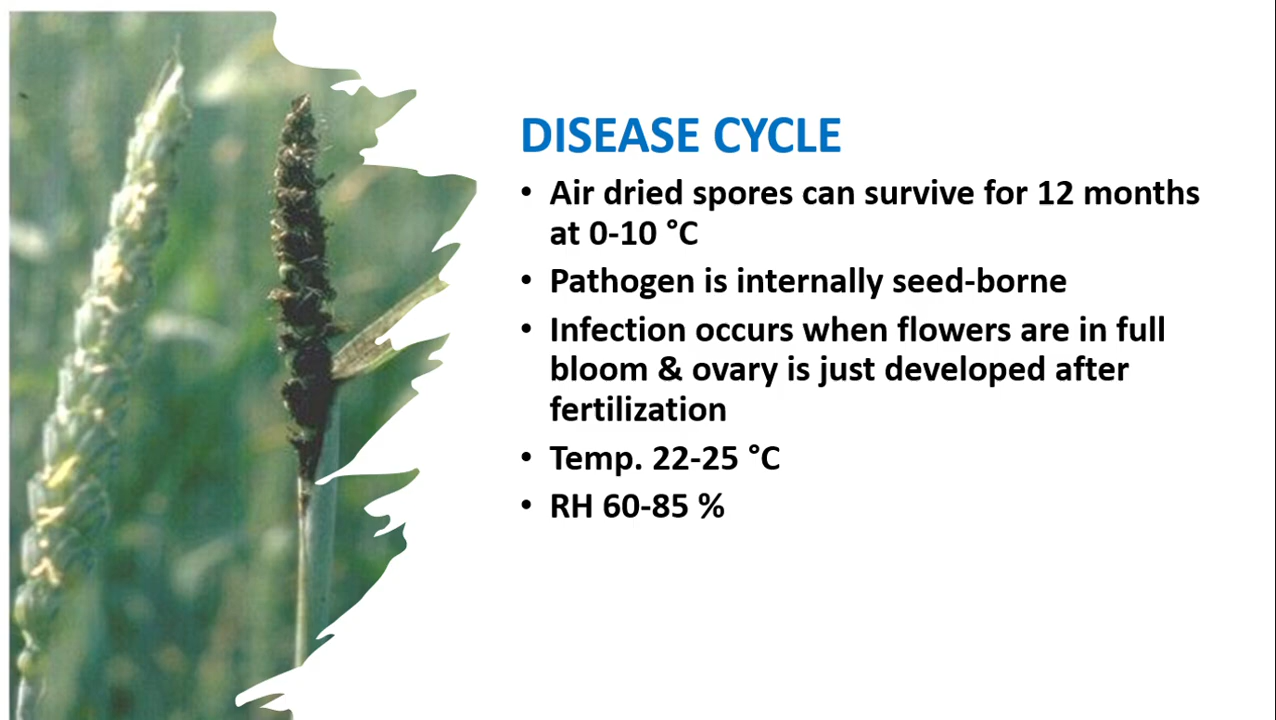 DISEASE CYCLE
• Air dried spores can survive for 12 months
at 0-10 °C
• Pathogen is internally seed-borne
• Infection occurs when flowers are in full
bloom & ovary is just developed after
fertilization
• Temp. 22-25 °C
• RH 60-85 %